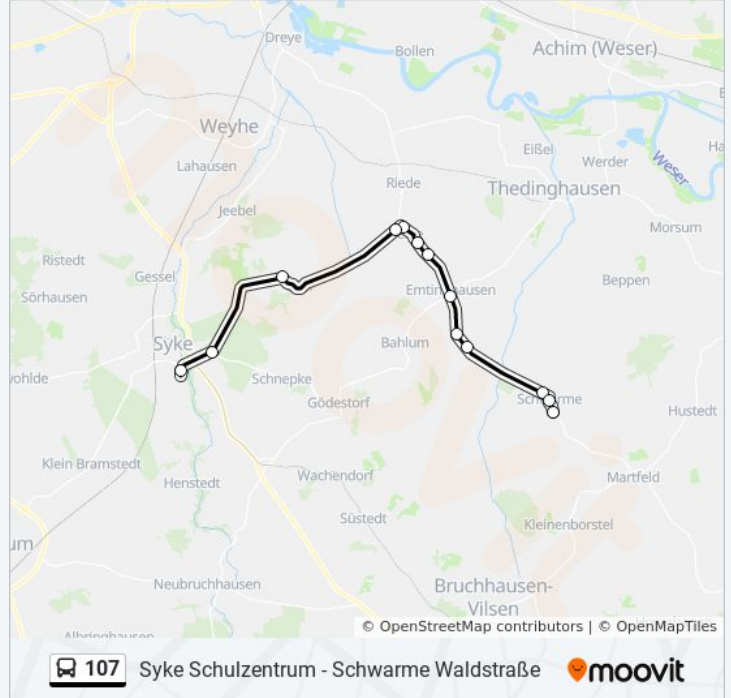 Dreye
Bollen
Achim (Weser)
Weyhe
Eißel
Lahausen
Werder
Weser
Riede
Thedinghausen
Jeebel
Morsum
Ristedt
Gessel
Beppen
Sörhausen
Emtinghausen
Syke
Bahlum
Schnepke
Gödestorf
Schwarme
Hustedt
Klein Bramstedt
Wachendorf
Martfeld
Henstedt
Süstedt
Kleinenborstel
Neubruchhausen
Bruchhausen-
Vilsen
Albringhausen
© OpenStreetMap contributors | © OpenMapTiles
107 Syke Schulzentrum - Schwarme Waldstraße moovit